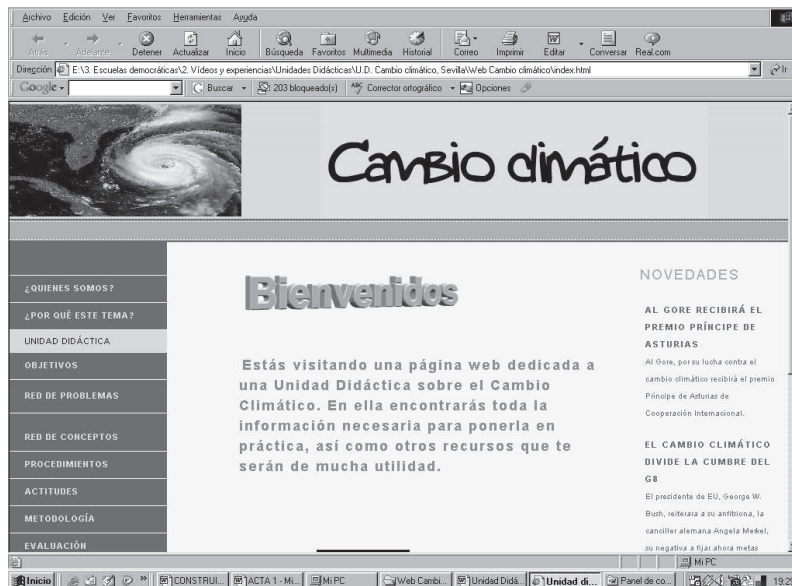 Archivo Edición Ver Favoritos Herramientas Ayuda
Atrás Adelante Detener Actualizar Inicio Búsqueda Favoritos Multimedia Historial Correo Imprimir Editar Conversar Real.com
Dirección E:\3. Escuelas democráticas\2. Vídeos y experiencias\Unidades Didácticas\U.D. Cambio climático, Sevilla\Web Cambio climático\index.html Ir
Google Buscar 203 bloqueado(s) ABC Corrector ortográfico Opciones
Cambio climático
¿QUIENES SOMOS?
¿POR QUÉ ESTE TEMA?
UNIDAD DIDÁCTICA
OBJETIVOS
RED DE PROBLEMAS
RED DE CONCEPTOS
PROCEDIMIENTOS
ACTITUDES
METODOLOGÍA
EVALUACIÓN
Bienvenidos
Estás visitando una página web dedicada a
una Unidad Didáctica sobre el Cambio
Climático. En ella encontrarás toda la
información necesaria para ponerla en
práctica, así como otros recursos que te
serán de mucha utilidad.
NOVEDADES
AL GORE RECIBIRÁ EL
PREMIO PRÍNCIPE DE
ASTURIAS
Al Gore, por su lucha contra el
cambio climático recibirá el premio
Príncipe de Asturias de
Cooperación Internacional.
EL CAMBIO CLIMÁTICO
DIVIDE LA CUMBRE DEL
G8
El presidente de EU, George W.
Bush, reiterara a su anfitriona, la
canciller alemana Angela Merkel,
su negativa a fijar ahora metas
Mi PC
Inicio » CONSTRUI... ACTA 1 - Mi... Mi PC Web Cambi... Unidad Didá... Unidad di... Panel de co...